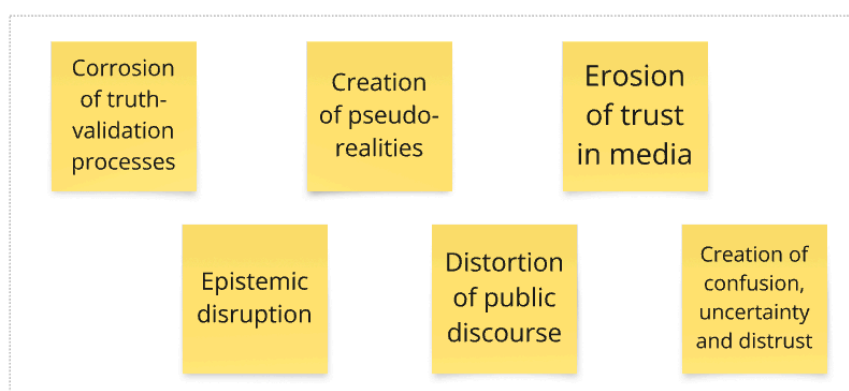 Corrosion
of truth-
validation
processes
Creation
of pseudo-
realities
Erosion
of trust
in media
Epistemic
disruption
Distortion
of public
discourse
Creation of
confusion,
uncertainty
and distrust